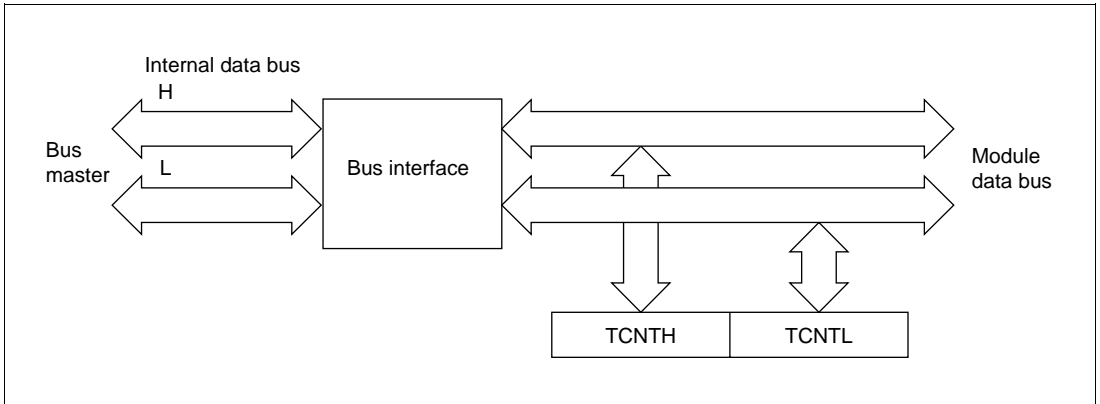 Internal data bus
H
Bus
master
L
Bus interface
Module
data bus
TCNTH
TCNTL